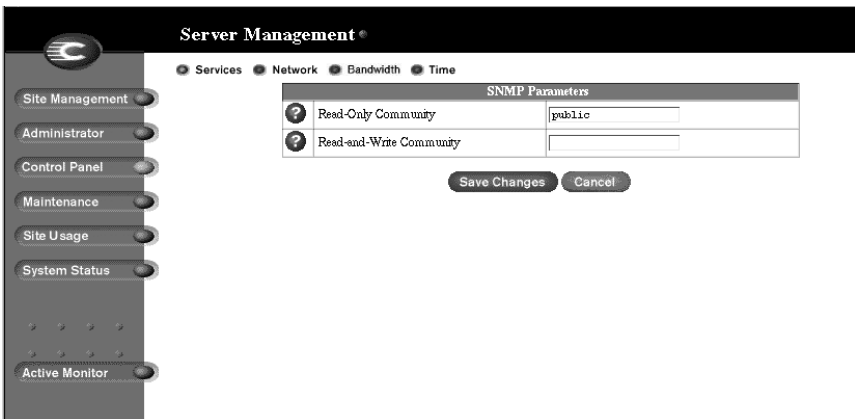 Server Management
Services Network Bandwidth Time
Site Management
Administrator
Control Panel
Maintenance
Site Usage
System Status
Active Monitor
SNMP Parameters
? Read-Only Community public
? Read-and-Write Community
Save Changes Cancel